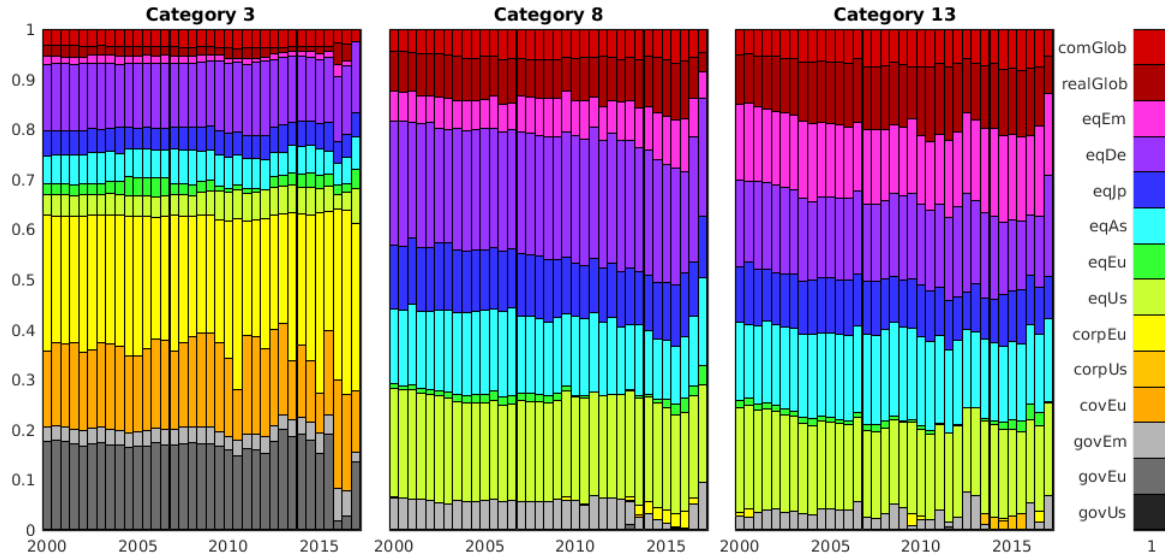 Category 3 Category 8 Category 13
1
0.9
0.8
0.7
0.6
0.5
0.4
0.3
0.2
0.1
0
2000 2005 2010 2015
2000 2005 2010 2015
2000 2005 2010 2015
comGlob
realGlob
eqEm
eqDe
eqJp
eqAs
eqEu
eqUs
corpEu
corpUs
covEu
govEm
govEu
govUs
1